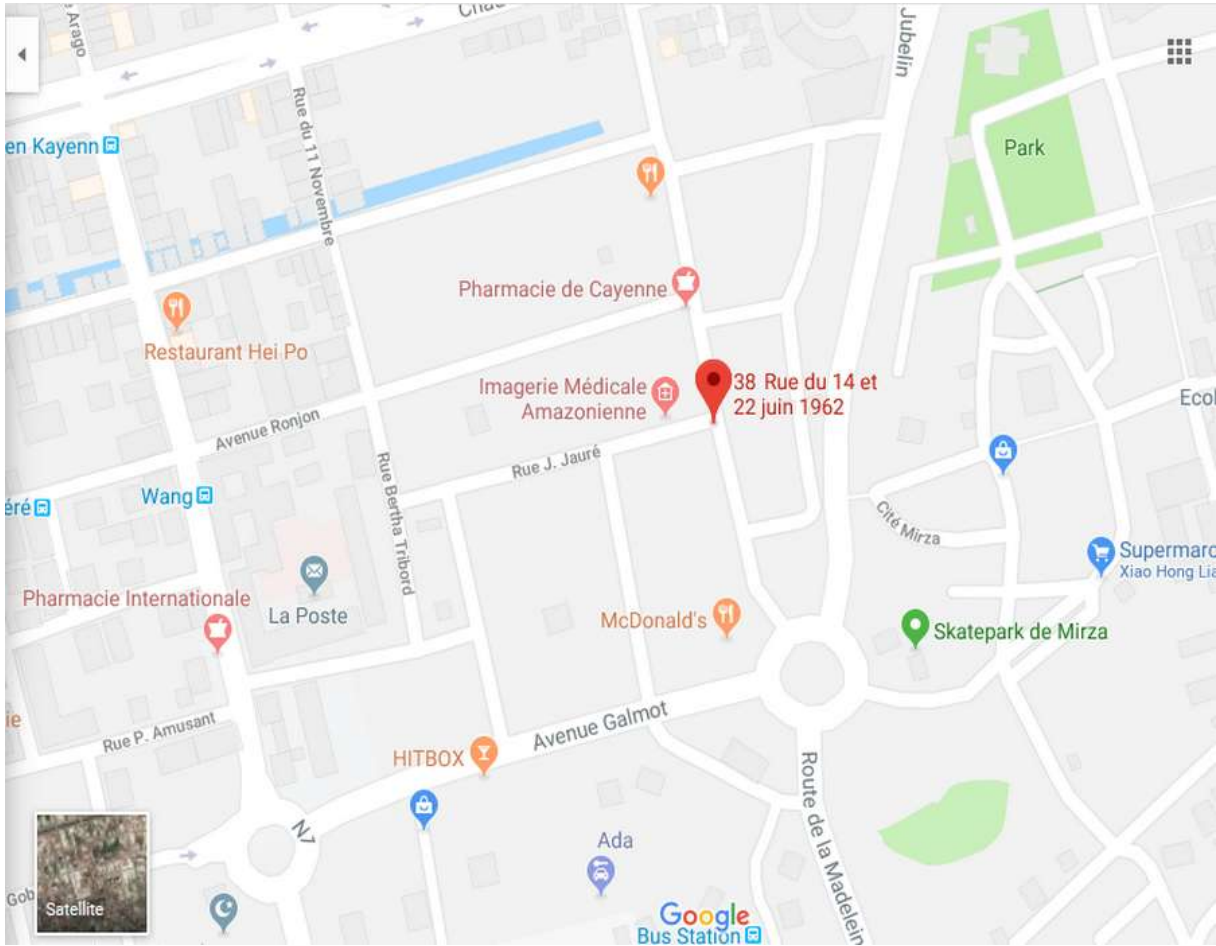 Arago
Jubelin
Rue du 11 Novembre
en Kayenn
Park
Pharmacie de Cayenne
Restaurant Hei Po
38 Rue du 14 et
22 juin 1962
Imagerie Médicale
Amazonienne
Avenue Ronjon
Rue J. Jauré
Ecol
Rue Bertha Tribord
Wang
éré
Cité Mirza
Supermarc
Xiao Hong Lia
Pharmacie Internationale
La Poste
McDonald's
Skatepark de Mirza
ie
Rue P. Amusant
Avenue Galmot
HITBOX
Route de la Madelein
N7
Ada
Gob
Satellite
Google
Bus Station